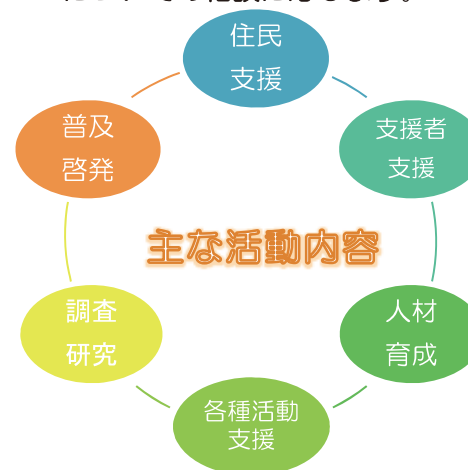 住民
支援
支援者
支援
人材
育成
各種活動
支援
調査
研究
普及
啓発
主な活動内容